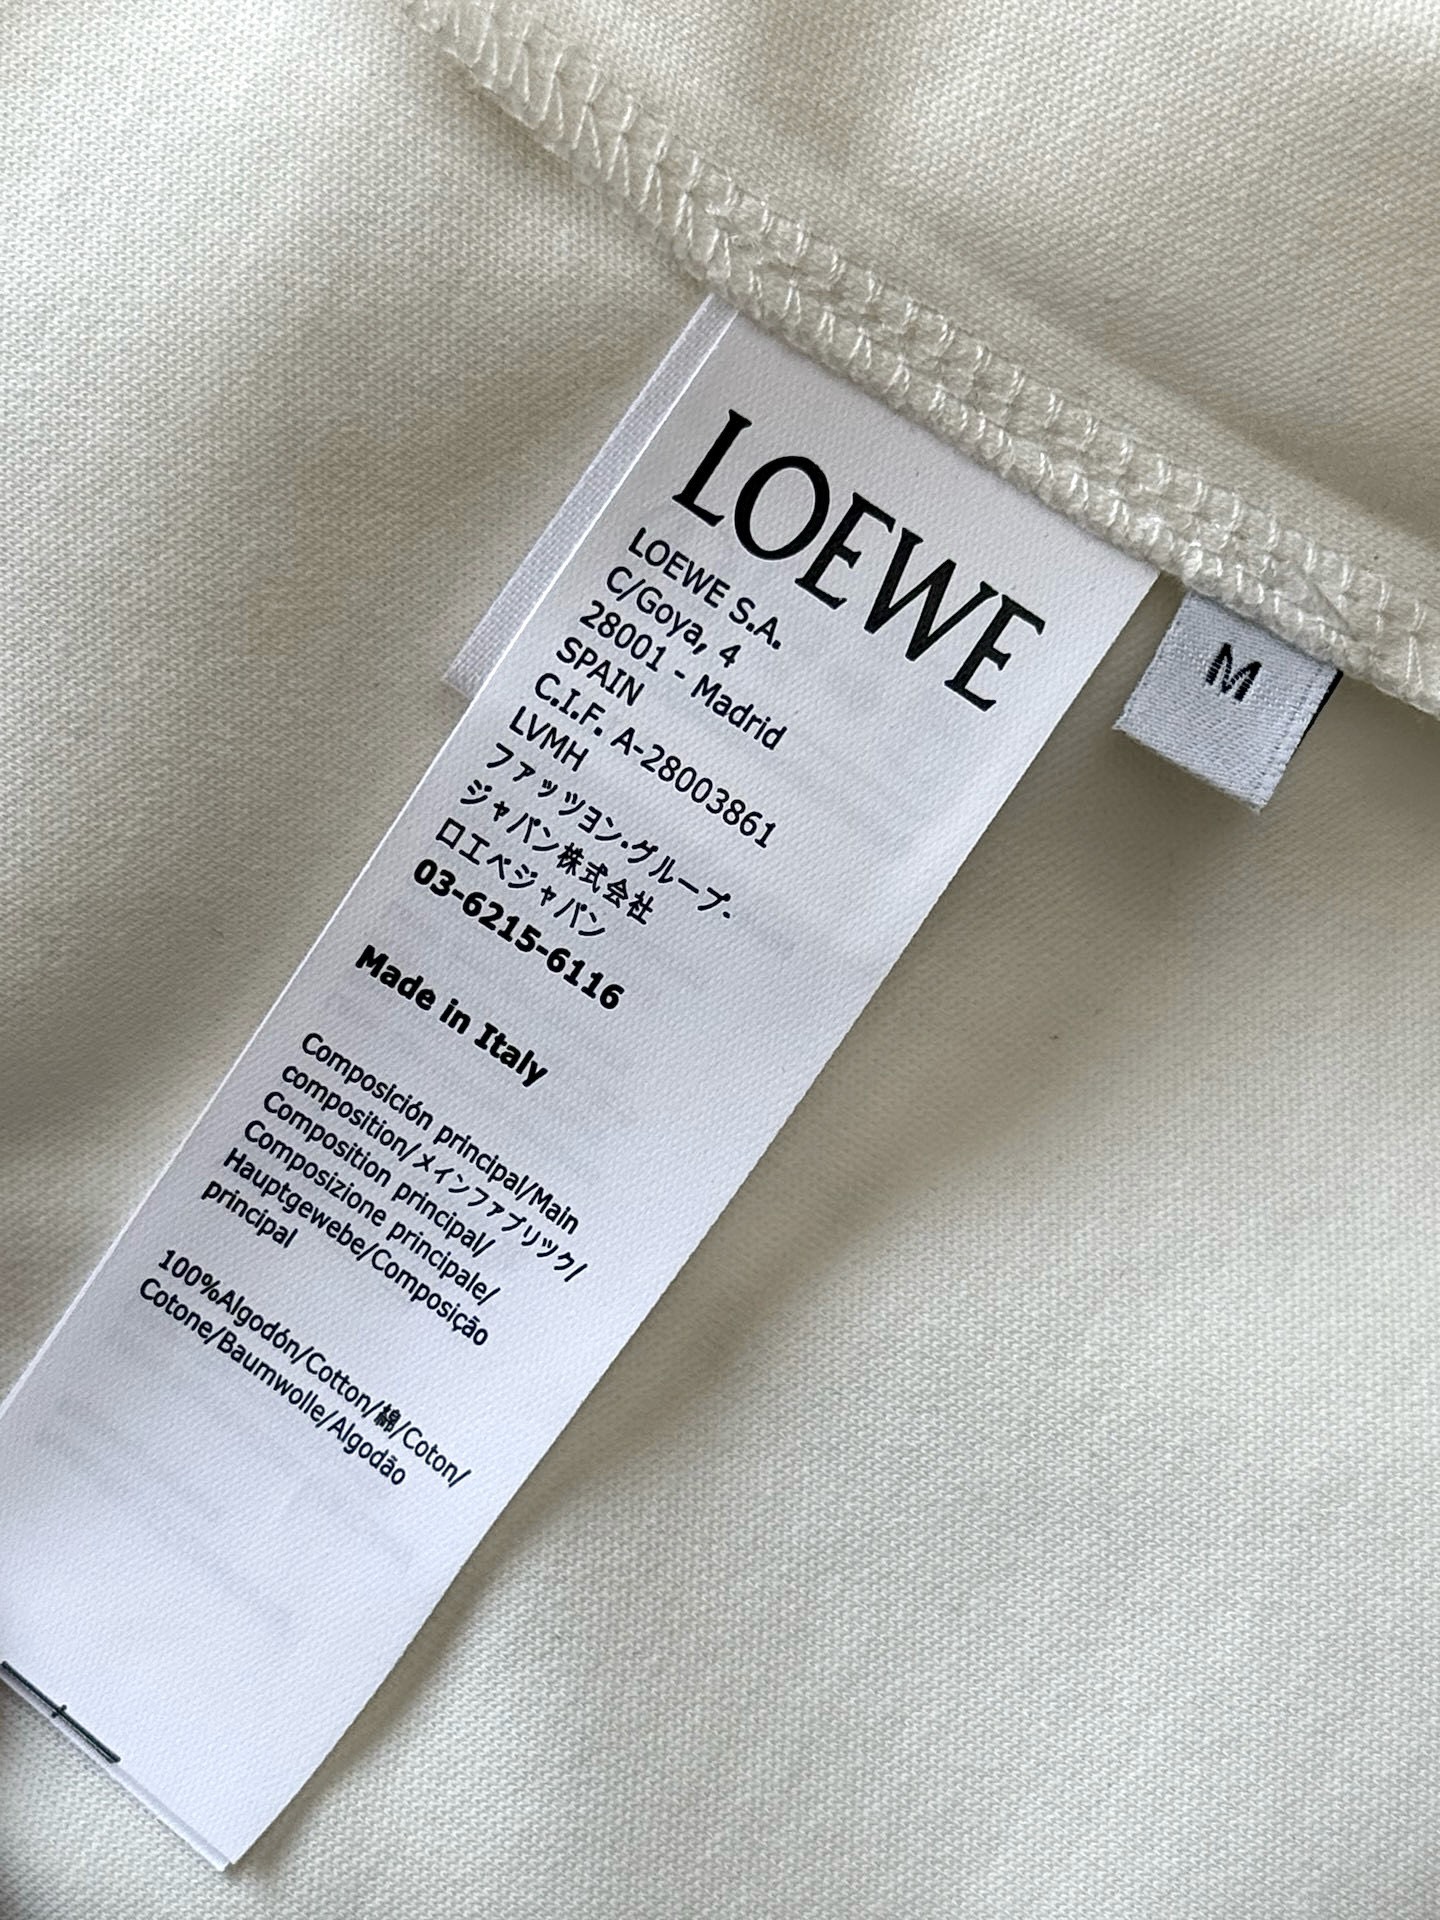 LOEWE
LOEWE S.A.
C/Goya, 4
28001 - Madrid
SPAIN
C.I.F. A-28003861
LVMH
ファッツヨン・グループ-
ジャパン株式会社
ロエベジャパン
03-6215-6116
Made in Italy
Composición principal/Main
composition/メインファブリツク/
Composition principal/
Composizione principale/
Hauptgewebe/Composição
principal
100%Algodón/Cotton/綿/Coton/
Cotone/Baumwolle/Algodão
M